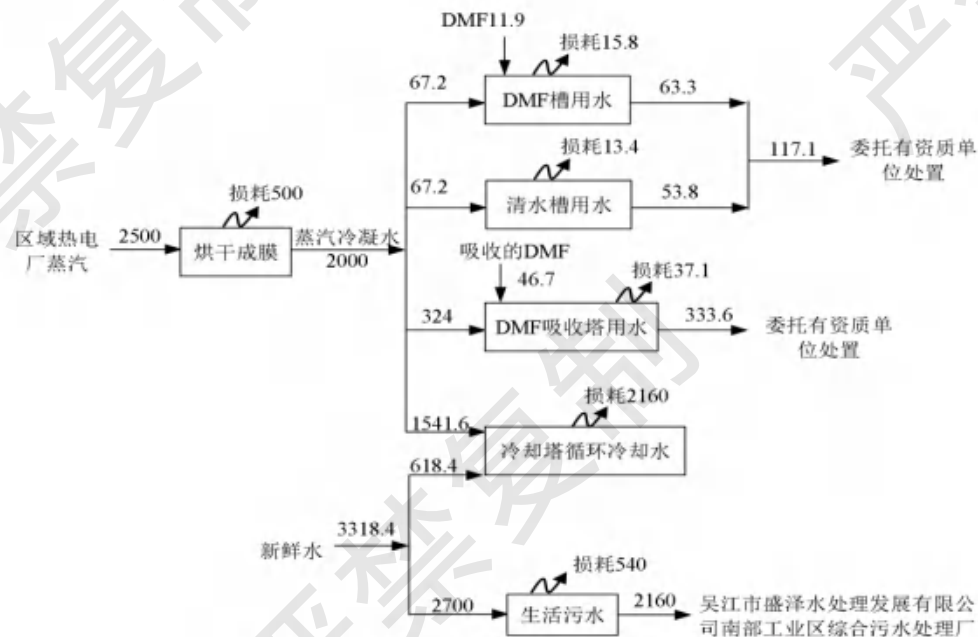 DMF11.9
损耗15.8
67.2
DMF槽用水
63.3
117.1
委托有资质单
位处置
损耗13.4
67.2
清水槽用水
53.8
损耗500
区域热电
厂蒸汽
2500
烘干成膜
蒸汽冷凝水
2000
吸收的DMF
46.7
损耗37.1
324
DMF吸收塔用水
333.6
委托有资质单
位处置
损耗2160
1541.6
冷却塔循环冷却水
618.4
新鲜水
3318.4
损耗540
2700
生活污水
2160
吴江市盛泽水处理发展有限公
司南部工业区综合污水处理厂
严禁复制